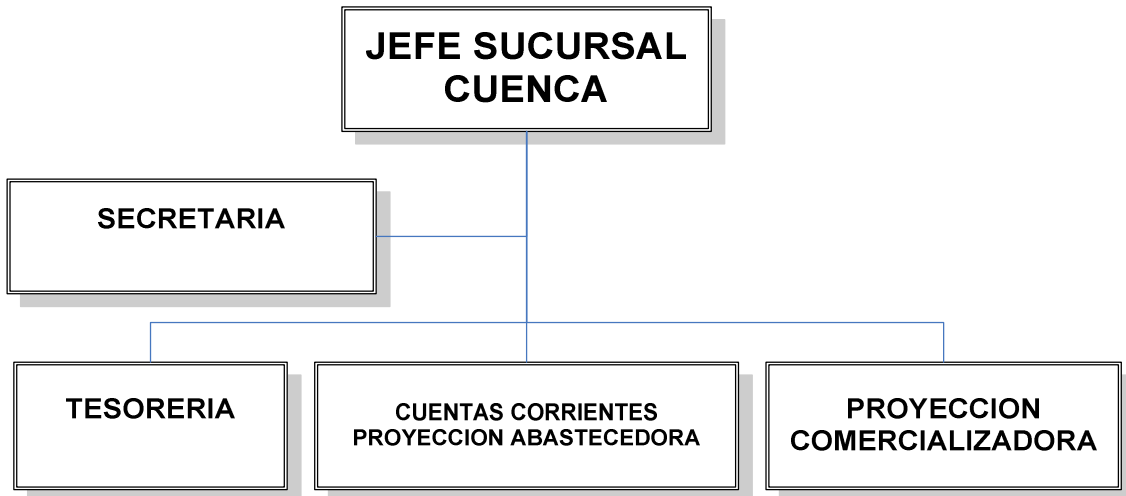 JEFE SUCURSAL
CUENCA
SECRETARIA
TESORERIA
CUENTAS CORRIENTES
PROYECCION ABASTECEDORA
PROYECCION
COMERCIALIZADORA